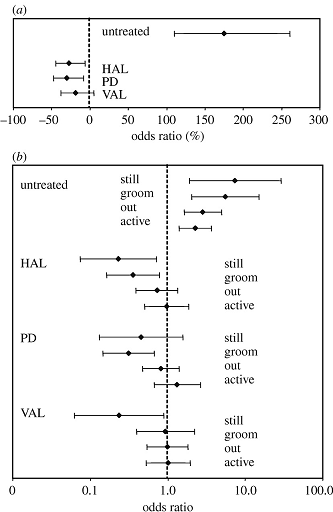 (a)
untreated
HAL
PD
VAL
−100 −50 0 50 100 150 200 250 300
odds ratio (%)
(b)
untreated still
groom
out
active
HAL still
groom
out
active
PD still
groom
out
active
VAL still
groom
out
active
0 0.1 1.0 10.0 100.0
odds ratio